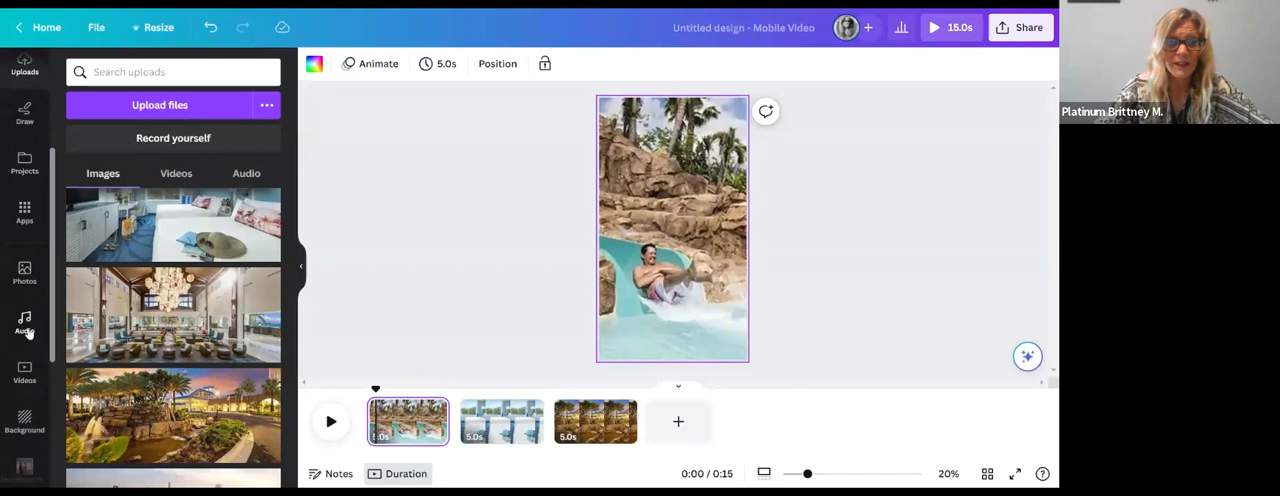 Home File Resize Untitled design - Mobile Video 15.0s Share
Uploads
Search uploads
Animate 5.0s Position
Upload files
Draw
Record yourself
Projects
Images Videos Audio
Apps
Photos
Audio
Videos
Background
5.0s 5.0s 5.0s
Notes Duration 0:00 / 0:15 20%
Platinum Brittney M.